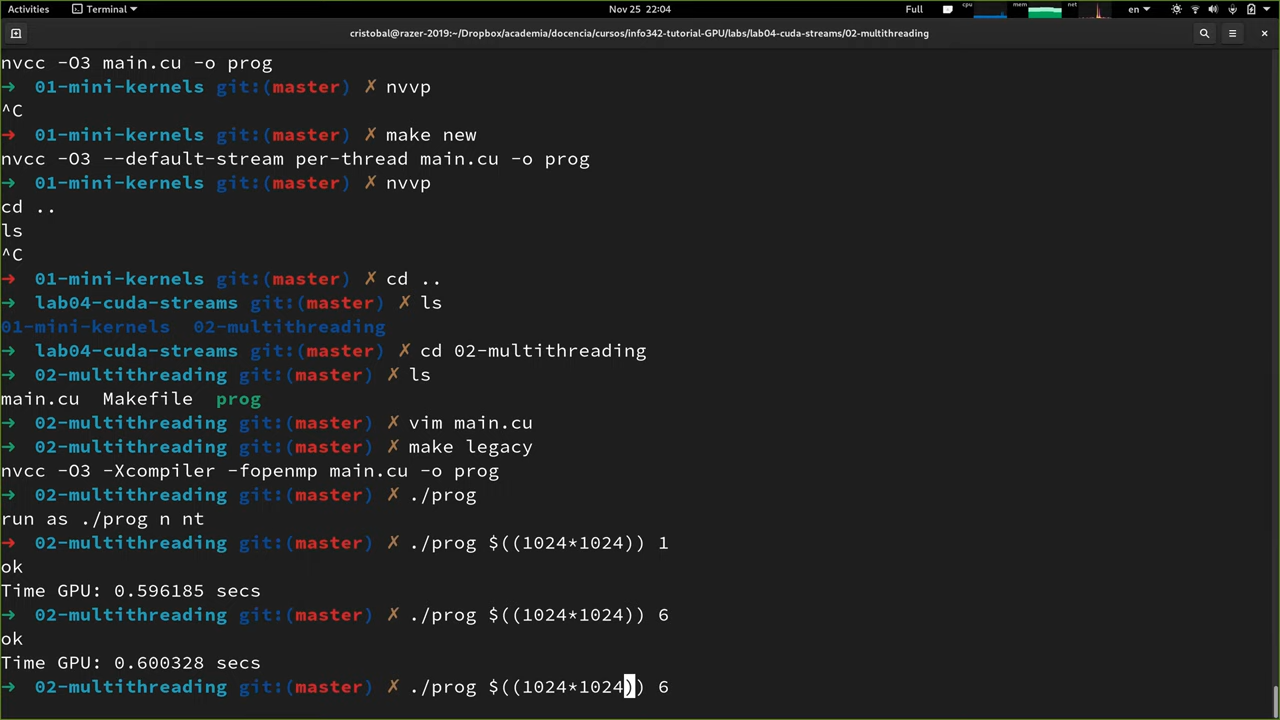 Activities Terminal Nov 25 22:04 Full cpu mem net en
cristobal@razer-2019:~/Dropbox/academia/docencia/cursos/info342-tutorial-GPU/labs/lab04-cuda-streams/02-multithreading
nvcc -O3 main.cu -o prog
→ 01-mini-kernels git:(master) ✗ nvvp
^C
→ 01-mini-kernels git:(master) ✗ make new
nvcc -O3 --default-stream per-thread main.cu -o prog
→ 01-mini-kernels git:(master) ✗ nvvp
cd ..
ls
^C
→ 01-mini-kernels git:(master) ✗ cd ..
→ lab04-cuda-streams git:(master) ✗ ls
01-mini-kernels 02-multithreading
→ lab04-cuda-streams git:(master) ✗ cd 02-multithreading
→ 02-multithreading git:(master) ✗ ls
main.cu Makefile prog
→ 02-multithreading git:(master) ✗ vim main.cu
→ 02-multithreading git:(master) ✗ make legacy
nvcc -O3 -Xcompiler -fopenmp main.cu -o prog
→ 02-multithreading git:(master) ✗ ./prog
run as ./prog n nt
→ 02-multithreading git:(master) ✗ ./prog $((1024*1024)) 1
ok
Time GPU: 0.596185 secs
→ 02-multithreading git:(master) ✗ ./prog $((1024*1024)) 6
ok
Time GPU: 0.600328 secs
→ 02-multithreading git:(master) ✗ ./prog $((1024*1024)) 6